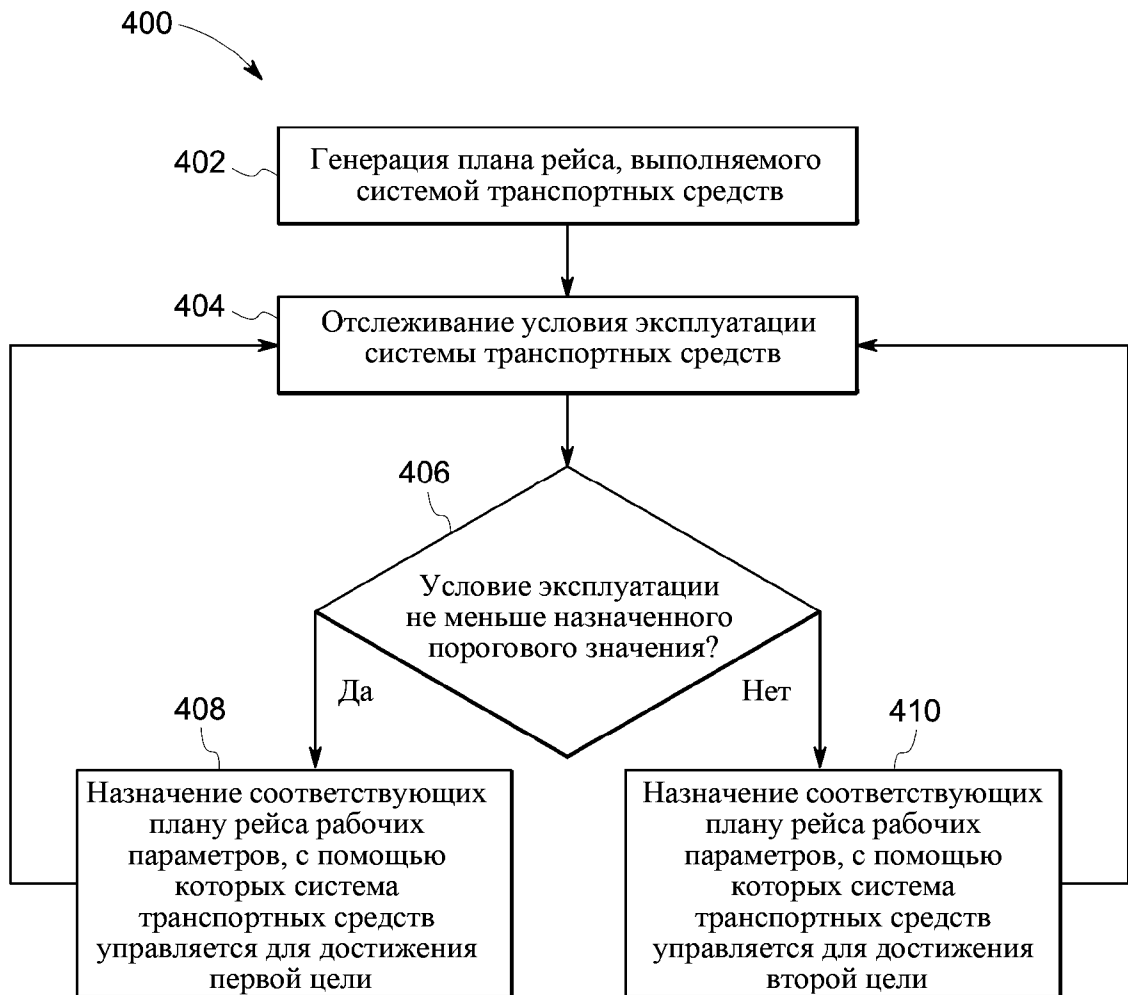 400
402
Генерация плана рейса, выполняемого
системой транспортных средств
404
Отслеживание условия эксплуатации
системы транспортных средств
406
Условие эксплуатации
не меньше назначенного
порогового значения?
Да
Нет
408
Назначение соответствующих
плану рейса рабочих
параметров, с помощью
которых система
транспортных средств
управляется для достижения
первой цели
410
Назначение соответствующих
плану рейса рабочих
параметров, с помощью
которых система
транспортных средств
управляется для достижения
второй цели